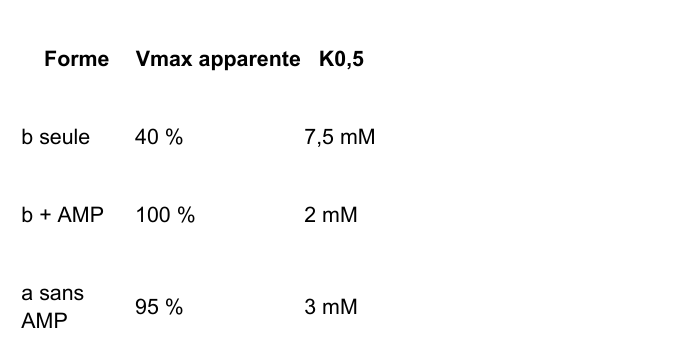 Forme Vmax apparente K0,5
b seule 40 % 7,5 mM
b + AMP 100 % 2 mM
a sans
AMP 95 % 3 mM